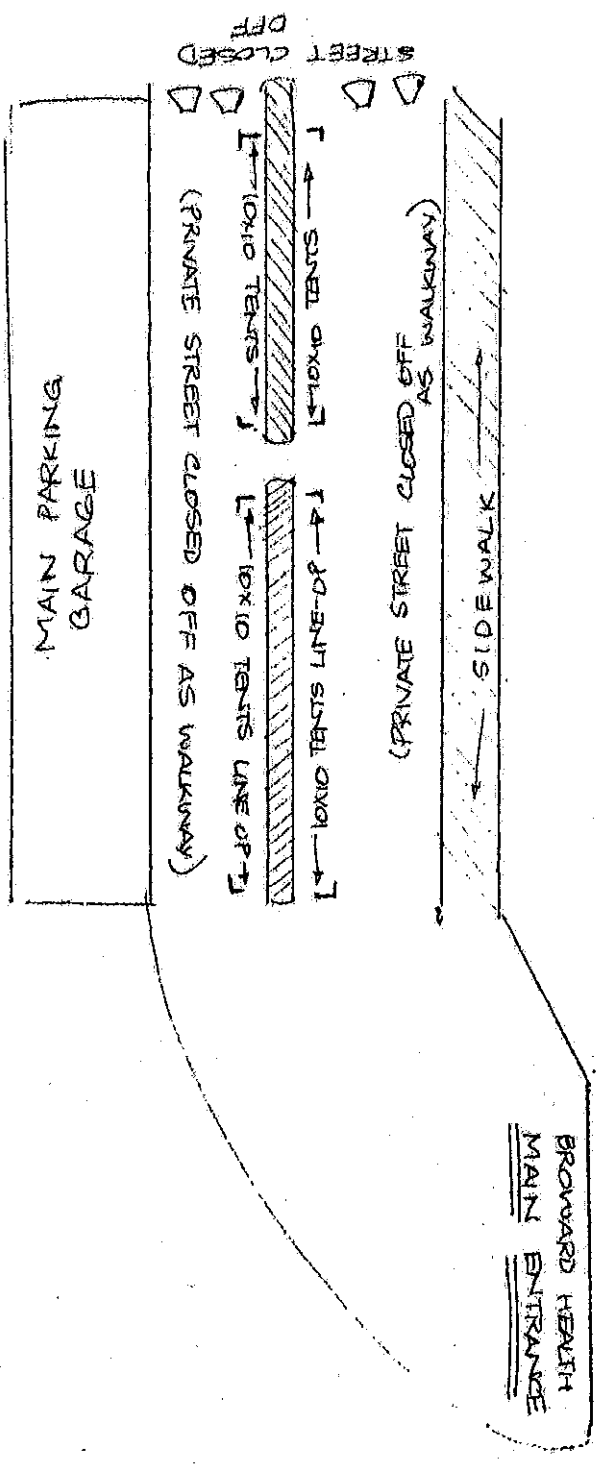 STREET CLOSED
OFF
(PRIVATE STREET CLOSED OFF
AS WALKWAY)
SIDEWALK
10X10 TENTS
10X10 TENTS
10X10 TENTS LINE-UP
10X10 TENTS LINE UP
(PRIVATE STREET CLOSED OFF AS WALKWAY)
MAIN PARKING
GARAGE
BROWARD HEALTH
MAIN ENTRANCE